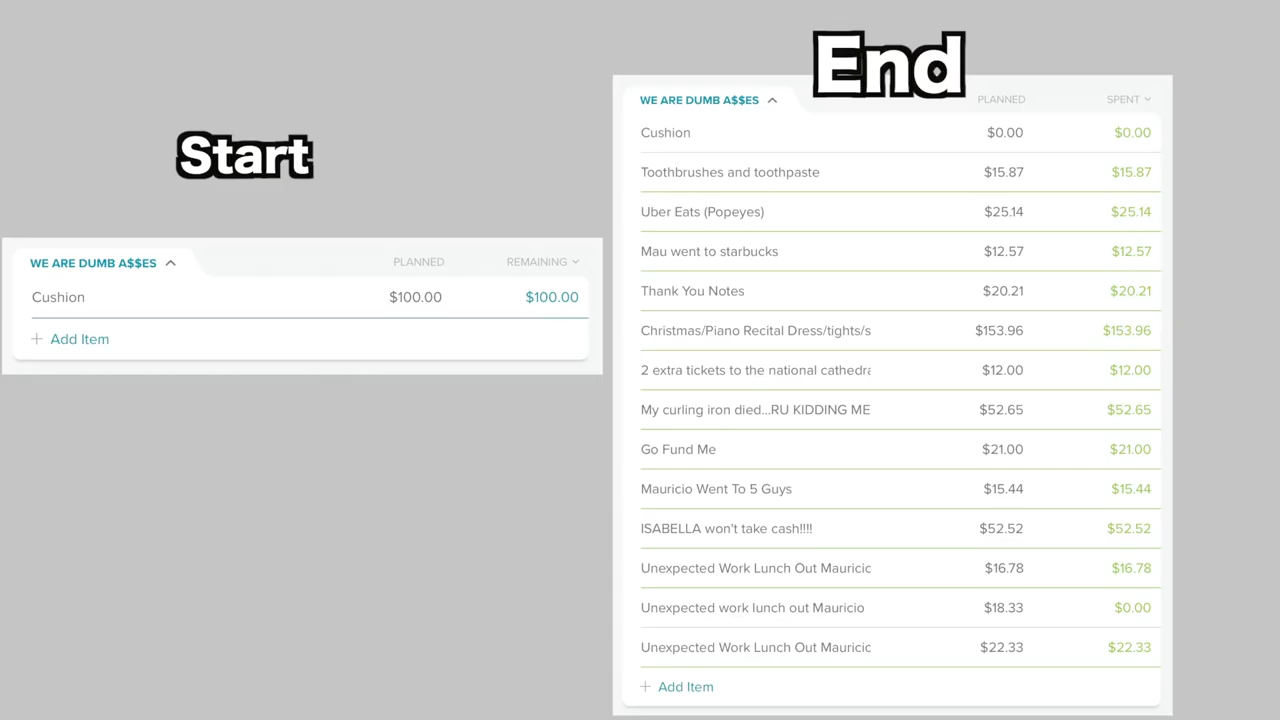 Start
WE ARE DUMB A$$ES PLANNED REMAINING
Cushion $100.00 $100.00
+ Add Item
End
WE ARE DUMB A$$ES PLANNED SPENT
Cushion $0.00 $0.00
Toothbrushes and toothpaste $15.87 $15.87
Uber Eats (Popeyes) $25.14 $25.14
Mau went to starbucks $12.57 $12.57
Thank You Notes $20.21 $20.21
Christmas/Piano Recital Dress/tights/s $153.96 $153.96
2 extra tickets to the national cathedra $12.00 $12.00
My curling iron died...RU KIDDING ME $52.65 $52.65
Go Fund Me $21.00 $21.00
Mauricio Went To 5 Guys $15.44 $15.44
ISABELLA won't take cash!!!! $52.52 $52.52
Unexpected Work Lunch Out Mauricic $16.78 $16.78
Unexpected work lunch out Mauricio $18.33 $0.00
Unexpected Work Lunch Out Mauricic $22.33 $22.33
+ Add Item